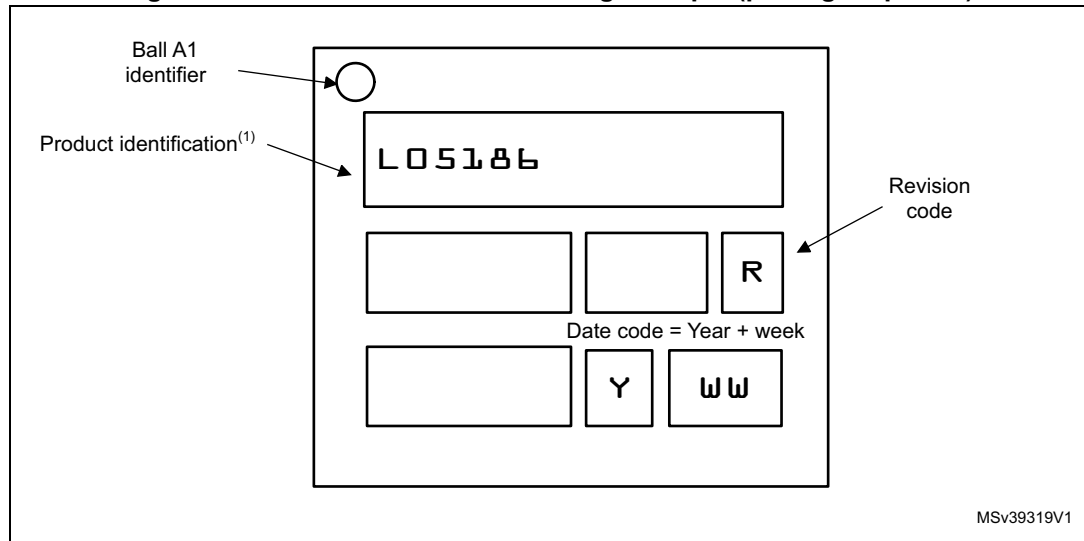 Ball A1
identifier
Product identification(1)
L05186
Revision
code
R
Date code = Year + week
Y WW
MSv39319V1